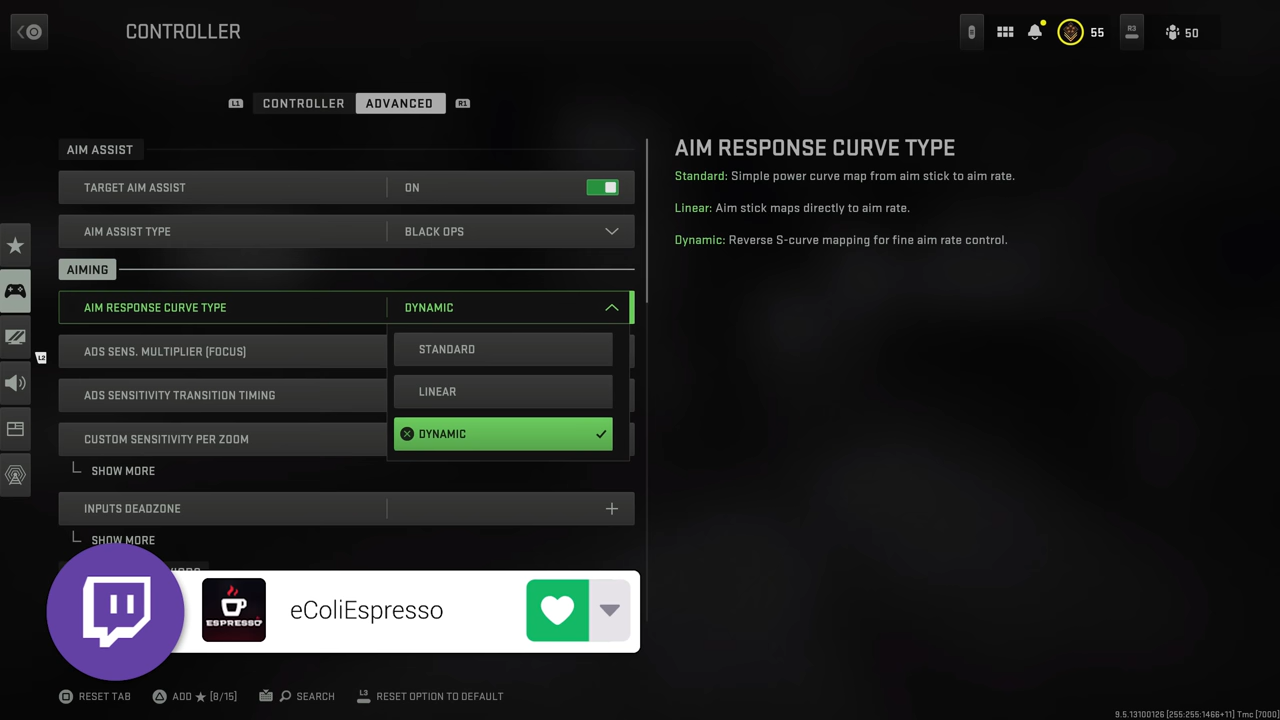 CONTROLLER
R3
55
50
L1
CONTROLLER
ADVANCED
R1
AIM ASSIST
TARGET AIM ASSIST
ON
AIM ASSIST TYPE
BLACK OPS
AIMING
AIM RESPONSE CURVE TYPE
DYNAMIC
STANDARD
LINEAR
DYNAMIC
L2
ADS SENS. MULTIPLIER (FOCUS)
ADS SENSITIVITY TRANSITION TIMING
CUSTOM SENSITIVITY PER ZOOM
SHOW MORE
INPUTS DEADZONE
SHOW MORE
AIM RESPONSE CURVE TYPE
Standard: Simple power curve map from aim stick to aim rate.
Linear: Aim stick maps directly to aim rate.
Dynamic: Reverse S-curve mapping for fine aim rate control.
ESPRESSO
eColiEspresso
RESET TAB
ADD ★ [8/15]
SEARCH
L3
RESET OPTION TO DEFAULT
9.5.13100126 [255:255:1466+11] Tmc [7000]